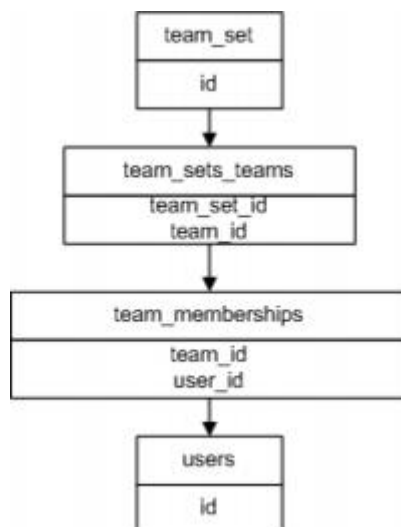 team_set
id
team_sets_teams
team_set_id
team_id
team_memberships
team_id
user_id
users
id